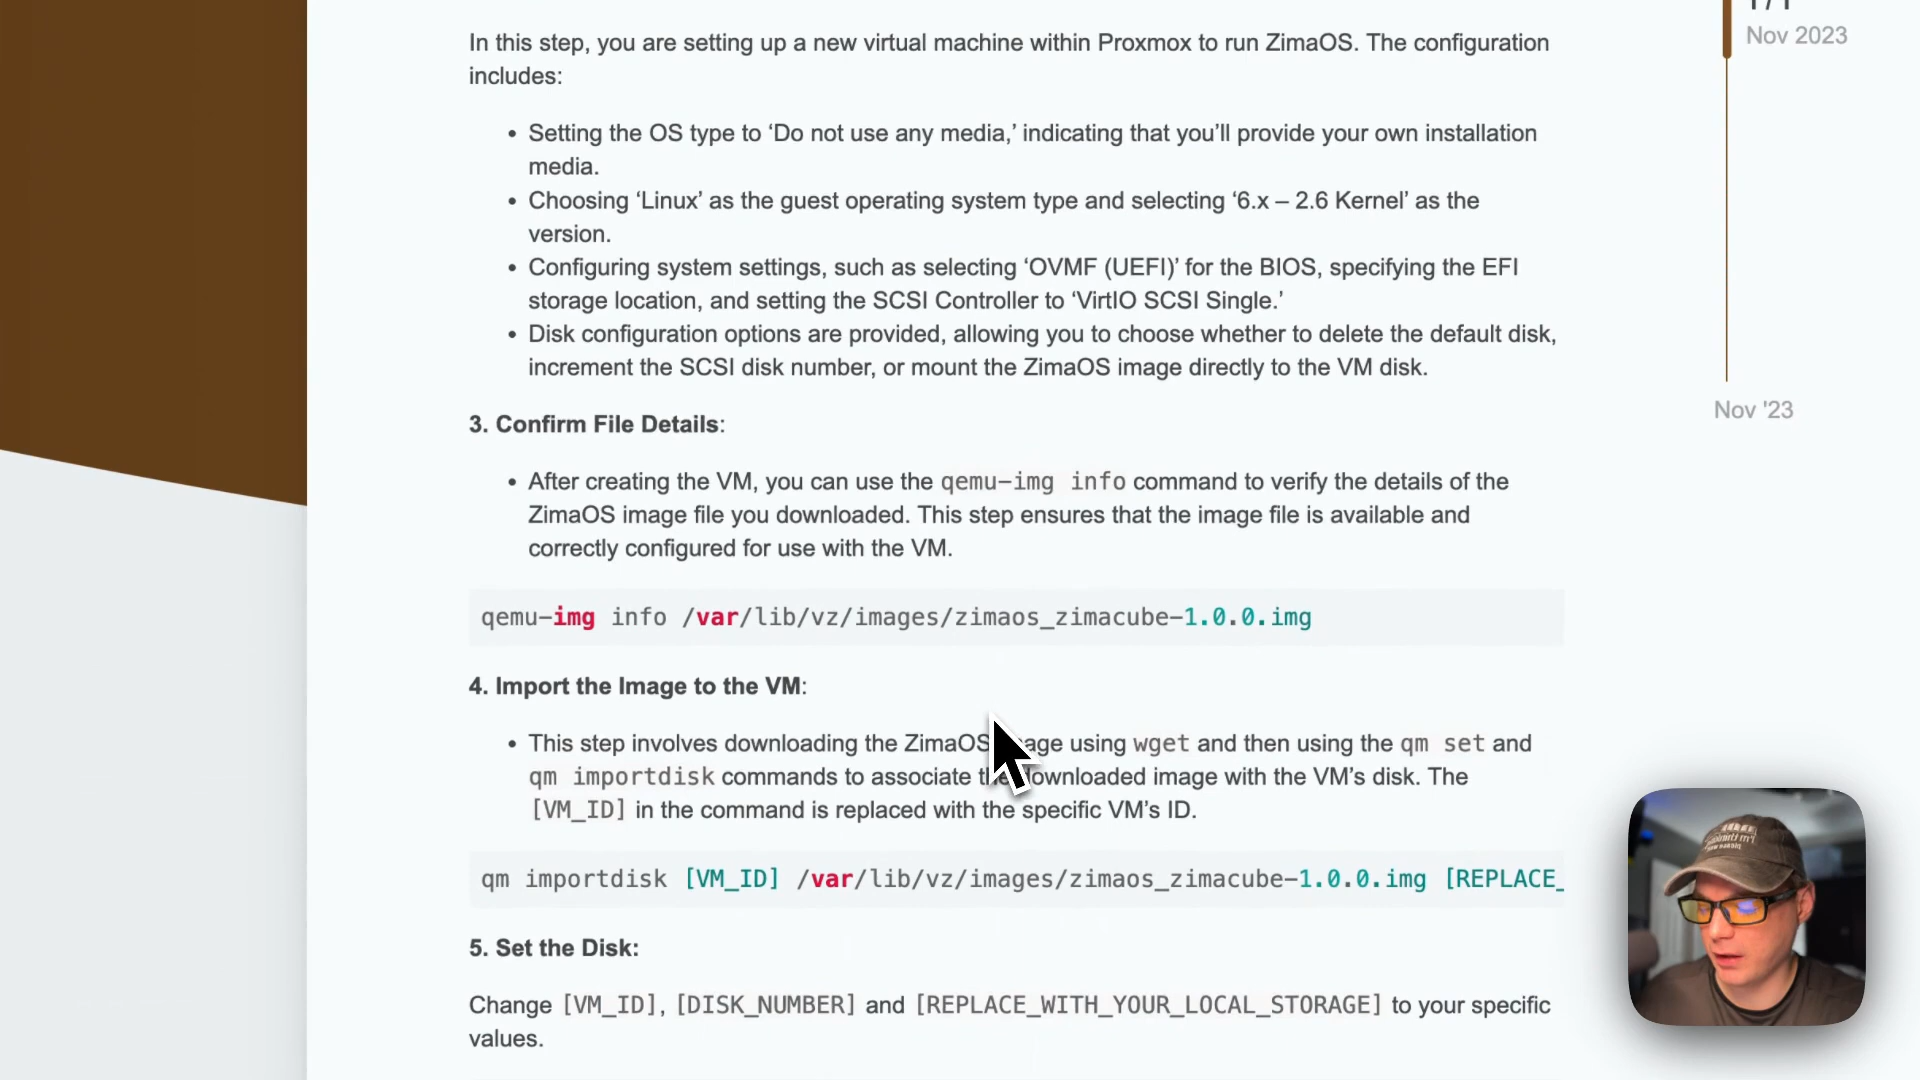 1 / 1
Nov 2023
In this step, you are setting up a new virtual machine within Proxmox to run ZimaOS. The configuration
includes:
• Setting the OS type to ‘Do not use any media,’ indicating that you’ll provide your own installation
media.
• Choosing ‘Linux’ as the guest operating system type and selecting ‘6.x – 2.6 Kernel’ as the
version.
• Configuring system settings, such as selecting ‘OVMF (UEFI)’ for the BIOS, specifying the EFI
storage location, and setting the SCSI Controller to ‘VirtIO SCSI Single.’
• Disk configuration options are provided, allowing you to choose whether to delete the default disk,
increment the SCSI disk number, or mount the ZimaOS image directly to the VM disk.
Nov '23
3. Confirm File Details:
• After creating the VM, you can use the qemu-img info command to verify the details of the
ZimaOS image file you downloaded. This step ensures that the image file is available and
correctly configured for use with the VM.
qemu-img info /var/lib/vz/images/zimaos_zimacube-1.0.0.img
4. Import the Image to the VM:
• This step involves downloading the ZimaOS image using wget and then using the qm set and
qm importdisk commands to associate the downloaded image with the VM’s disk. The
[VM_ID] in the command is replaced with the specific VM’s ID.
qm importdisk [VM_ID] /var/lib/vz/images/zimaos_zimacube-1.0.0.img [REPLACE_
5. Set the Disk:
Change [VM_ID], [DISK_NUMBER] and [REPLACE_WITH_YOUR_LOCAL_STORAGE] to your specific
values.